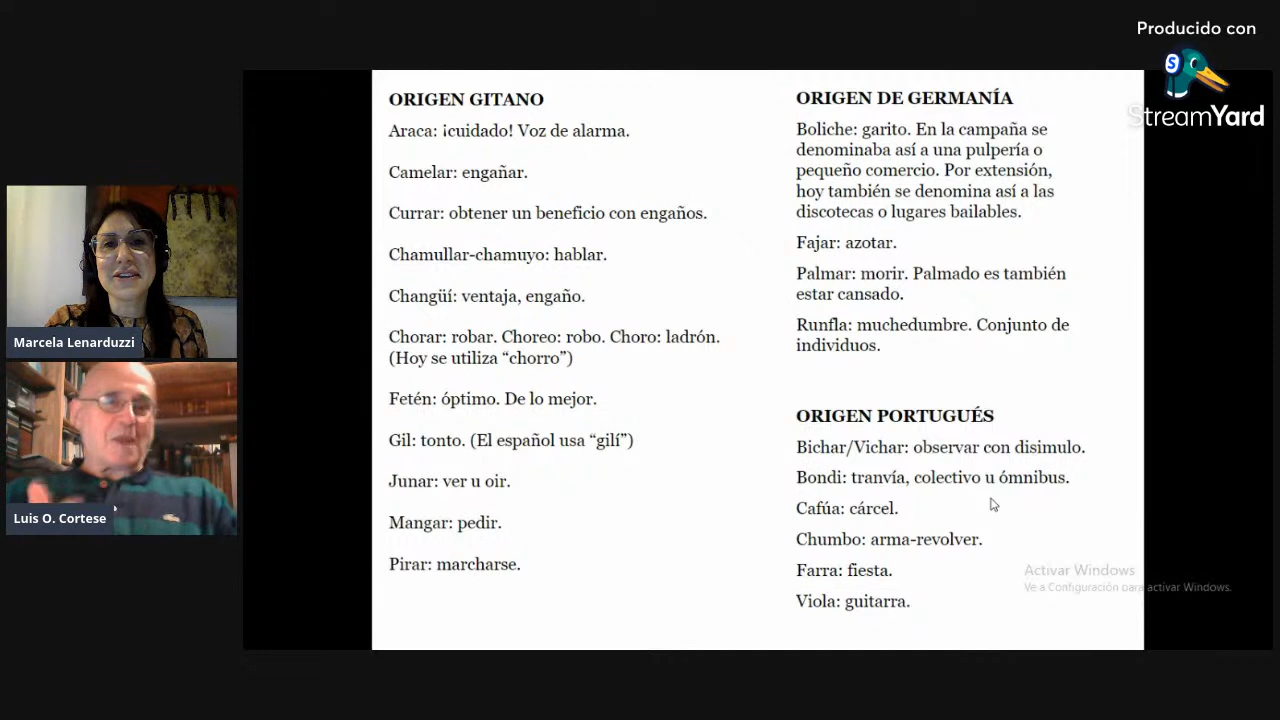 Producido con
StreamYard
ORIGEN GITANO
Araca: ¡cuidado! Voz de alarma.
Camelar: engañar.
Currar: obtener un beneficio con engaños.
Chamullar-chamuyo: hablar.
Changüí: ventaja, engaño.
Chorar: robar. Choreo: robo. Choro: ladrón.
(Hoy se utiliza “chorro”)
Fetén: óptimo. De lo mejor.
Gil: tonto. (El español usa “gilí”)
Junar: ver u oir.
Mangar: pedir.
Pirar: marcharse.
ORIGEN DE GERMANÍA
Boliche: garito. En la campaña se
denominaba así a una pulpería o
pequeño comercio. Por extensión,
hoy también se denomina así a las
discotecas o lugares bailables.
Fajar: azotar.
Palmar: morir. Palmado es también
estar cansado.
Runfla: muchedumbre. Conjunto de
individuos.
ORIGEN PORTUGUÉS
Bichar/Vichar: observar con disimulo.
Bondi: tranvía, colectivo u ómnibus.
Cafúa: cárcel.
Chumbo: arma-revolver.
Farra: fiesta.
Viola: guitarra.
Activar Windows
Ve a Configuración para activar Windows.
Marcela Lenarduzzi
Luis O. Cortese